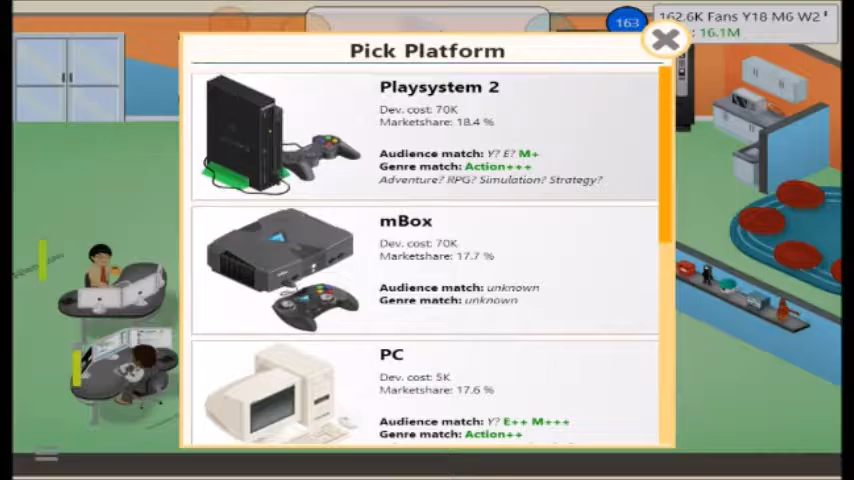 163
162.6K Fans Y18 M6 W2
: 16.1M
Pick Platform
Playsystem 2
Dev. cost: 70K
Marketshare: 18.4 %
Audience match: Y? E? M+
Genre match: Action+++
Adventure? RPG? Simulation? Strategy?
mBox
Dev. cost: 70K
Marketshare: 17.7 %
Audience match: unknown
Genre match: unknown
PC
Dev. cost: 5K
Marketshare: 17.6 %
Audience match: Y? E++ M+++
Genre match: Action++